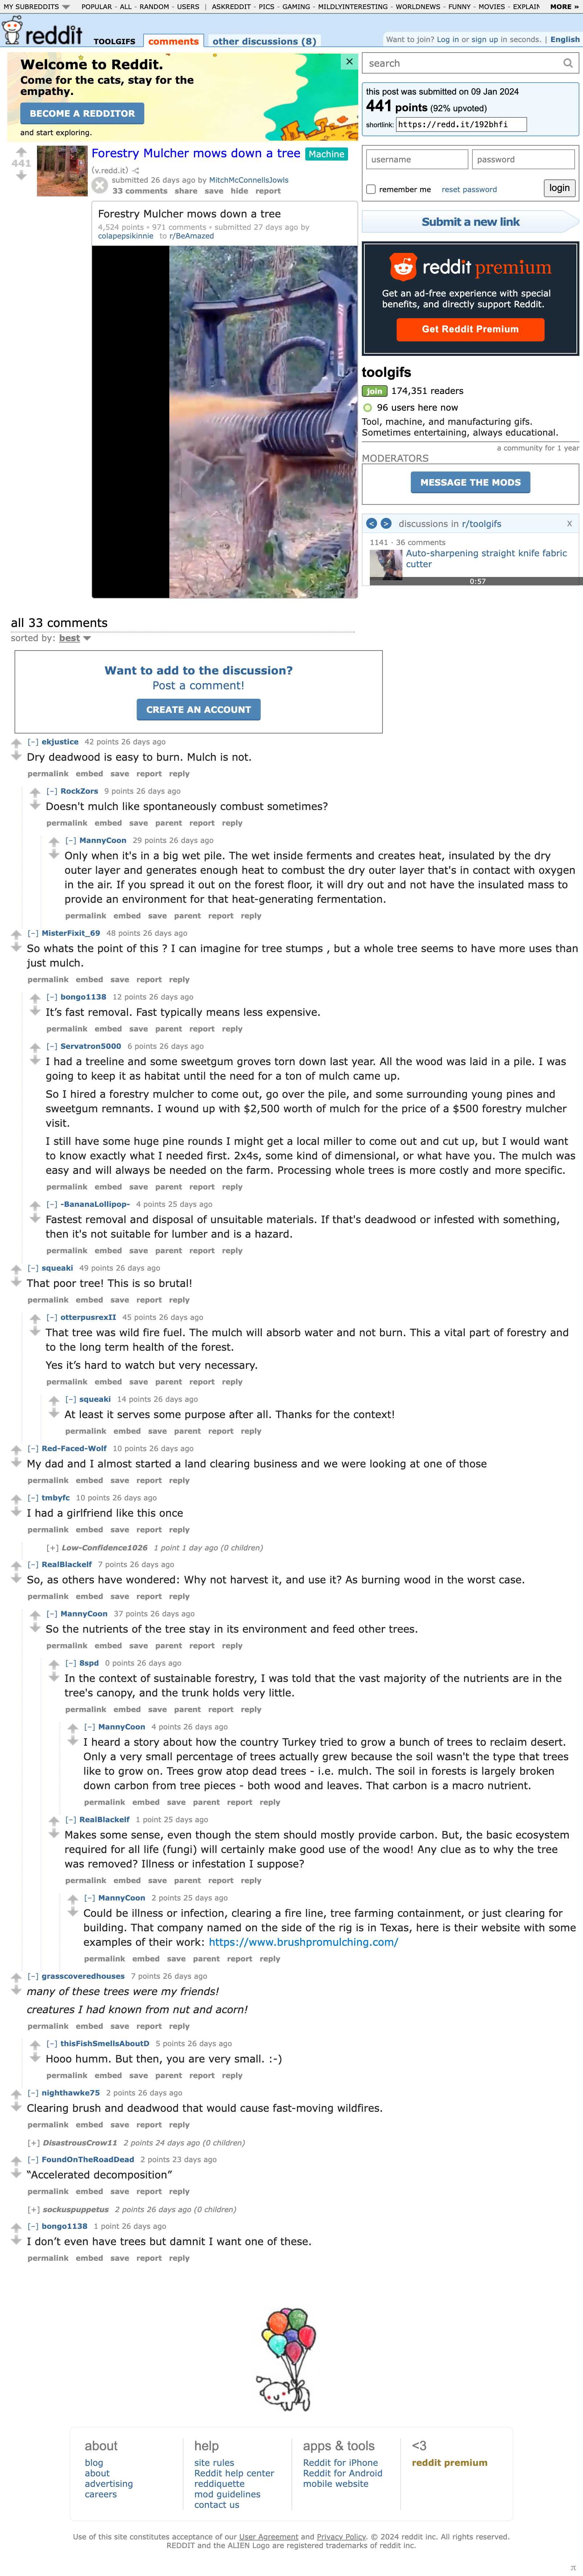 MY SUBREDDITS POPULAR - ALL - RANDOM - USERS | ASKREDDIT - PICS - GAMING - MILDLYINTERESTING - WORLDNEWS - FUNNY - MOVIES - EXPLAIN MORE »
reddit TOOLGIFS comments other discussions (8)
Want to join? Log in or sign up in seconds. | English
Welcome to Reddit.
Come for the cats, stay for the
empathy.
BECOME A REDDITOR
and start exploring.
441
Forestry Mulcher mows down a tree Machine
(v.redd.it)
submitted 26 days ago by MitchMcConnellsJowls
33 comments share save hide report
Forestry Mulcher mows down a tree
4,524 points • 971 comments • submitted 27 days ago by
colapepsikinnie to r/BeAmazed
search
this post was submitted on 09 Jan 2024
441 points (92% upvoted)
shortlink: https://redd.it/192bhfi
username password
remember me reset password login
Submit a new link
reddit premium
Get an ad-free experience with special
benefits, and directly support Reddit.
Get Reddit Premium
toolgifs
join 174,351 readers
96 users here now
Tool, machine, and manufacturing gifs.
Sometimes entertaining, always educational.
a community for 1 year
MODERATORS
MESSAGE THE MODS
< > discussions in r/toolgifs X
1141 · 36 comments
Auto-sharpening straight knife fabric
cutter
0:57
all 33 comments
sorted by: best
Want to add to the discussion?
Post a comment!
CREATE AN ACCOUNT
[–] ekjustice 42 points 26 days ago
Dry deadwood is easy to burn. Mulch is not.
permalink embed save report reply
[–] RockZors 9 points 26 days ago
Doesn't mulch like spontaneously combust sometimes?
permalink embed save parent report reply
[–] MannyCoon 29 points 26 days ago
Only when it's in a big wet pile. The wet inside ferments and creates heat, insulated by the dry
outer layer and generates enough heat to combust the dry outer layer that's in contact with oxygen
in the air. If you spread it out on the forest floor, it will dry out and not have the insulated mass to
provide an environment for that heat-generating fermentation.
permalink embed save parent report reply
[–] MisterFixit_69 48 points 26 days ago
So whats the point of this ? I can imagine for tree stumps , but a whole tree seems to have more uses than
just mulch.
permalink embed save report reply
[–] bongo1138 12 points 26 days ago
It’s fast removal. Fast typically means less expensive.
permalink embed save parent report reply
[–] Servatron5000 6 points 26 days ago
I had a treeline and some sweetgum groves torn down last year. All the wood was laid in a pile. I was
going to keep it as habitat until the need for a ton of mulch came up.
So I hired a forestry mulcher to come out, go over the pile, and some surrounding young pines and
sweetgum remnants. I wound up with $2,500 worth of mulch for the price of a $500 forestry mulcher
visit.
I still have some huge pine rounds I might get a local miller to come out and cut up, but I would want
to know exactly what I needed first. 2x4s, some kind of dimensional, or what have you. The mulch was
easy and will always be needed on the farm. Processing whole trees is more costly and more specific.
permalink embed save parent report reply
[–] -BananaLollipop- 4 points 25 days ago
Fastest removal and disposal of unsuitable materials. If that's deadwood or infested with something,
then it's not suitable for lumber and is a hazard.
permalink embed save parent report reply
[–] squeaki 49 points 26 days ago
That poor tree! This is so brutal!
permalink embed save report reply
[–] otterpusrexII 45 points 26 days ago
That tree was wild fire fuel. The mulch will absorb water and not burn. This a vital part of forestry and
to the long term health of the forest.
Yes it’s hard to watch but very necessary.
permalink embed save parent report reply
[–] squeaki 14 points 26 days ago
At least it serves some purpose after all. Thanks for the context!
permalink embed save parent report reply
[–] Red-Faced-Wolf 10 points 26 days ago
My dad and I almost started a land clearing business and we were looking at one of those
permalink embed save report reply
[–] tmbyfc 10 points 26 days ago
I had a girlfriend like this once
permalink embed save report reply
[+] Low-Confidence1026 1 point 1 day ago (0 children)
[–] RealBlackelf 7 points 26 days ago
So, as others have wondered: Why not harvest it, and use it? As burning wood in the worst case.
permalink embed save report reply
[–] MannyCoon 37 points 26 days ago
So the nutrients of the tree stay in its environment and feed other trees.
permalink embed save parent report reply
[–] 8spd 0 points 26 days ago
In the context of sustainable forestry, I was told that the vast majority of the nutrients are in the
tree's canopy, and the trunk holds very little.
permalink embed save parent report reply
[–] MannyCoon 4 points 26 days ago
I heard a story about how the country Turkey tried to grow a bunch of trees to reclaim desert.
Only a very small percentage of trees actually grew because the soil wasn't the type that trees
like to grow on. Trees grow atop dead trees - i.e. mulch. The soil in forests is largely broken
down carbon from tree pieces - both wood and leaves. That carbon is a macro nutrient.
permalink embed save parent report reply
[–] RealBlackelf 1 point 25 days ago
Makes some sense, even though the stem should mostly provide carbon. But, the basic ecosystem
required for all life (fungi) will certainly make good use of the wood! Any clue as to why the tree
was removed? Illness or infestation I suppose?
permalink embed save parent report reply
[–] MannyCoon 2 points 25 days ago
Could be illness or infection, clearing a fire line, tree farming containment, or just clearing for
building. That company named on the side of the rig is in Texas, here is their website with some
examples of their work: https://www.brushpromulching.com/
permalink embed save parent report reply
[–] grasscoveredhouses 7 points 26 days ago
many of these trees were my friends!
creatures I had known from nut and acorn!
permalink embed save report reply
[–] thisFishSmellsAboutD 5 points 26 days ago
Hooo humm. But then, you are very small. :-)
permalink embed save parent report reply
[–] nighthawke75 2 points 26 days ago
Clearing brush and deadwood that would cause fast-moving wildfires.
permalink embed save report reply
[+] DisastrousCrow11 2 points 24 days ago (0 children)
[–] FoundOnTheRoadDead 2 points 23 days ago
“Accelerated decomposition”
permalink embed save report reply
[+] sockuspuppetus 2 points 26 days ago (0 children)
[–] bongo1138 1 point 26 days ago
I don’t even have trees but damnit I want one of these.
permalink embed save report reply
about
blog
about
advertising
careers
help
site rules
Reddit help center
reddiquette
mod guidelines
contact us
apps & tools
Reddit for iPhone
Reddit for Android
mobile website
<3
reddit premium
Use of this site constitutes acceptance of our User Agreement and Privacy Policy. © 2024 reddit inc. All rights reserved.
REDDIT and the ALIEN Logo are registered trademarks of reddit inc.
π